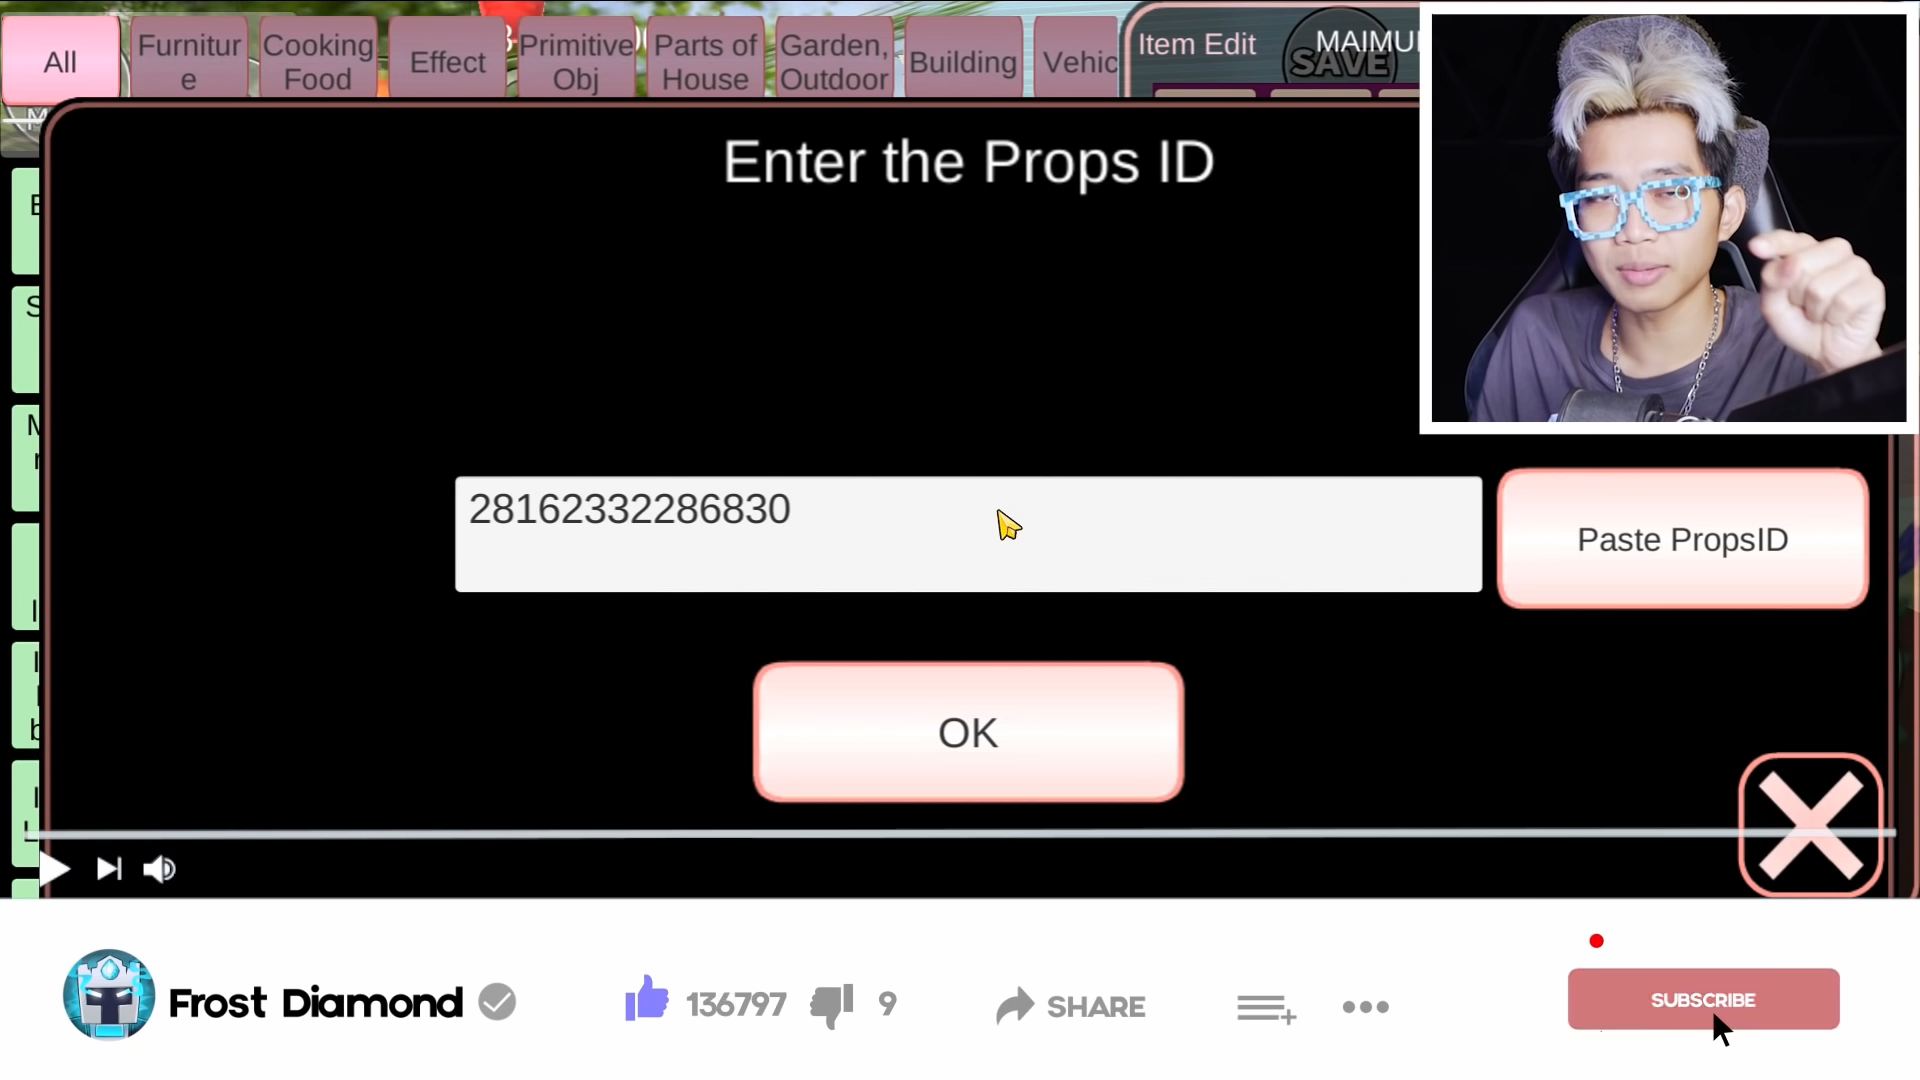 All
Furnitur
e
Cooking
Food
Effect
Primitive
Obj
Parts of
House
Garden,
Outdoor
Building
Vehic
Item Edit
SAVE
MAIMU
Enter the Props ID
28162332286830
Paste PropsID
OK
Frost Diamond
136797
9
SHARE
SUBSCRIBE